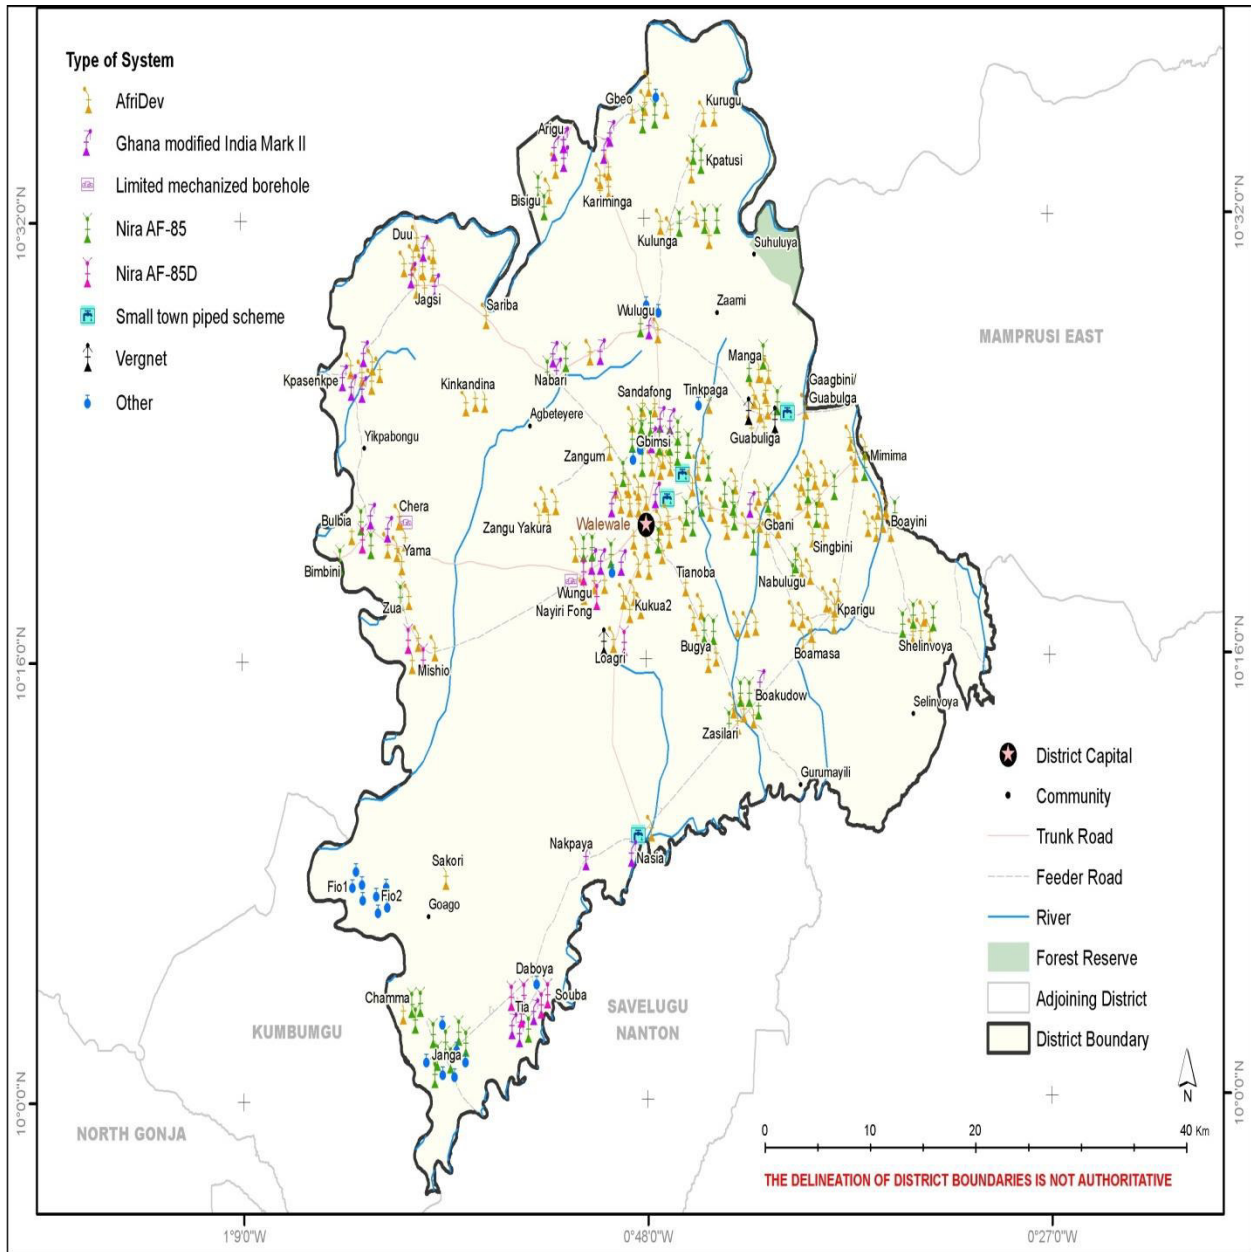 Type of System
AfriDev
Ghana modified India Mark II
Limited mechanized borehole
Nira AF-85
Nira AF-85D
Small town piped scheme
Vergnet
Other
Gbeo
Kurugu
Arigu
Kpatusi
Bisigu
Kariminga
Kulunga
Suhuluya
Duu
Jagsi
Sariba
Wulugu
Zaami
MAMPRUSI EAST
Manga
Kpasenkpe
Nabari
Kinkandina
Sandafong
Tinkpaga
Gaagbini/
Guabulga
Agbeteyere
Guabuliga
Yikpabongu
Gbimsi
Zangum
Mimima
Chera
Bulbia
Zangu Yakura
Walewale
Gbani
Boayini
Yama
Singbini
Bimbini
Tianoba
Nabulugu
Wungu
Zua
Nayiri Fong
Kukua2
Kparigu
Loagri
Bugya
Boamasa
Shelinvoya
Mishio
Boakudow
Selinvoya
Zasilari
Gurumayili
Nakpaya
Nasia
Sakori
Fio1
Fio2
Goago
Daboya
Chamma
Tia
Souba
Janga
KUMBUMGU
SAVELUGU
NANTON
NORTH GONJA
District Capital
Community
Trunk Road
Feeder Road
River
Forest Reserve
Adjoining District
District Boundary
N
0 10 20 40 Km
THE DELINEATION OF DISTRICT BOUNDARIES IS NOT AUTHORITATIVE
10°32'0"N
10°16'0"N
10°0'0"N
10°32'0"N
10°16'0"N
10°0'0"N
1°9'0"W
0°48'0"W
0°27'0"W